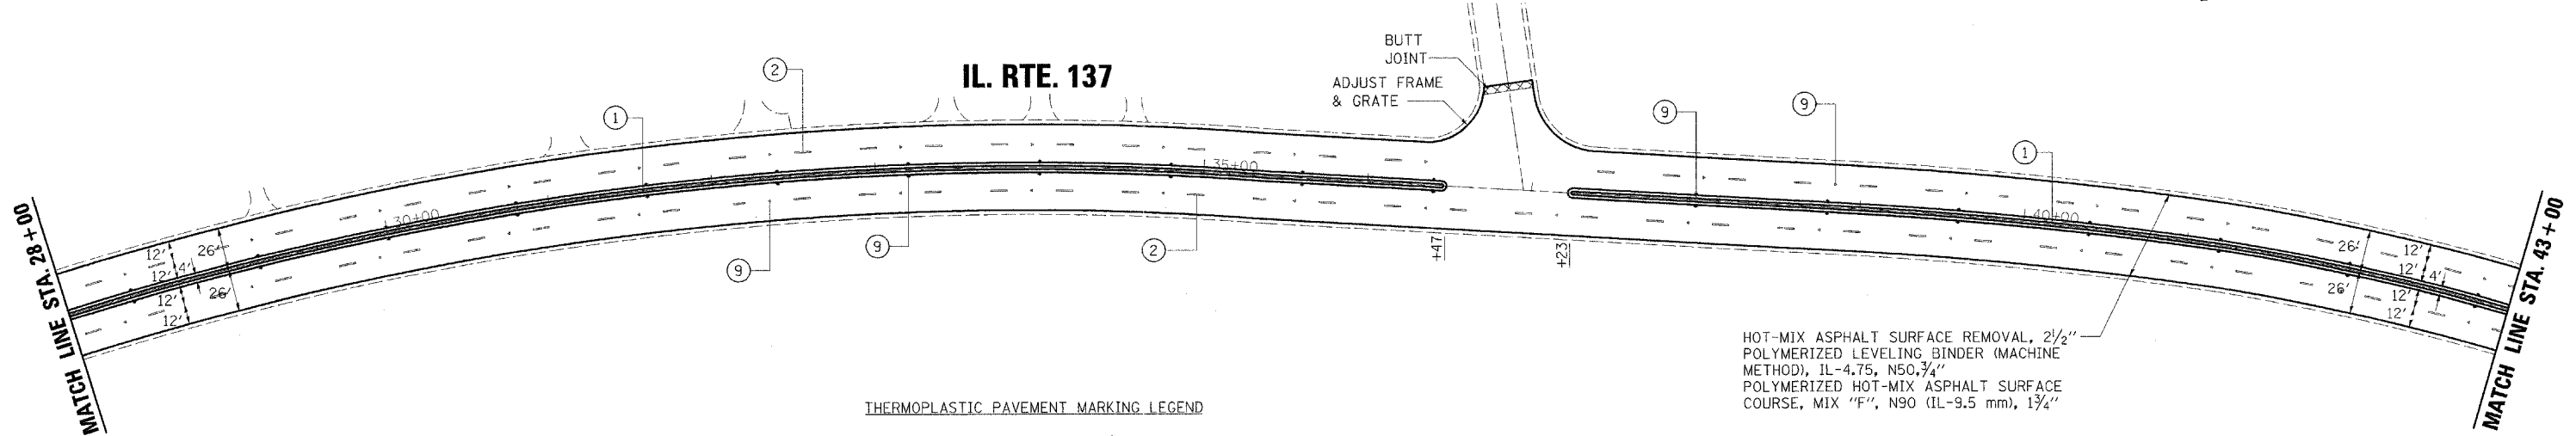 BUTT
JOINT
ADJUST FRAME
& GRATE
IL. RTE. 137
2
1
9
9
1
35+00
30+00
40+00
MATCH LINE STA. 28+00
12'
12'
4'
26'
12'
12'
26'
9
9
2
+47
+23
26'
12'
12'
4'
26'
12'
12'
MATCH LINE STA. 43+00
HOT-MIX ASPHALT SURFACE REMOVAL, 2½"
POLYMERIZED LEVELING BINDER (MACHINE
METHOD), IL-4.75, N50,¾"
POLYMERIZED HOT-MIX ASPHALT SURFACE
COURSE, MIX "F", N90 (IL-9.5 mm), 1¾"
THERMOPLASTIC PAVEMENT MARKING LEGEND